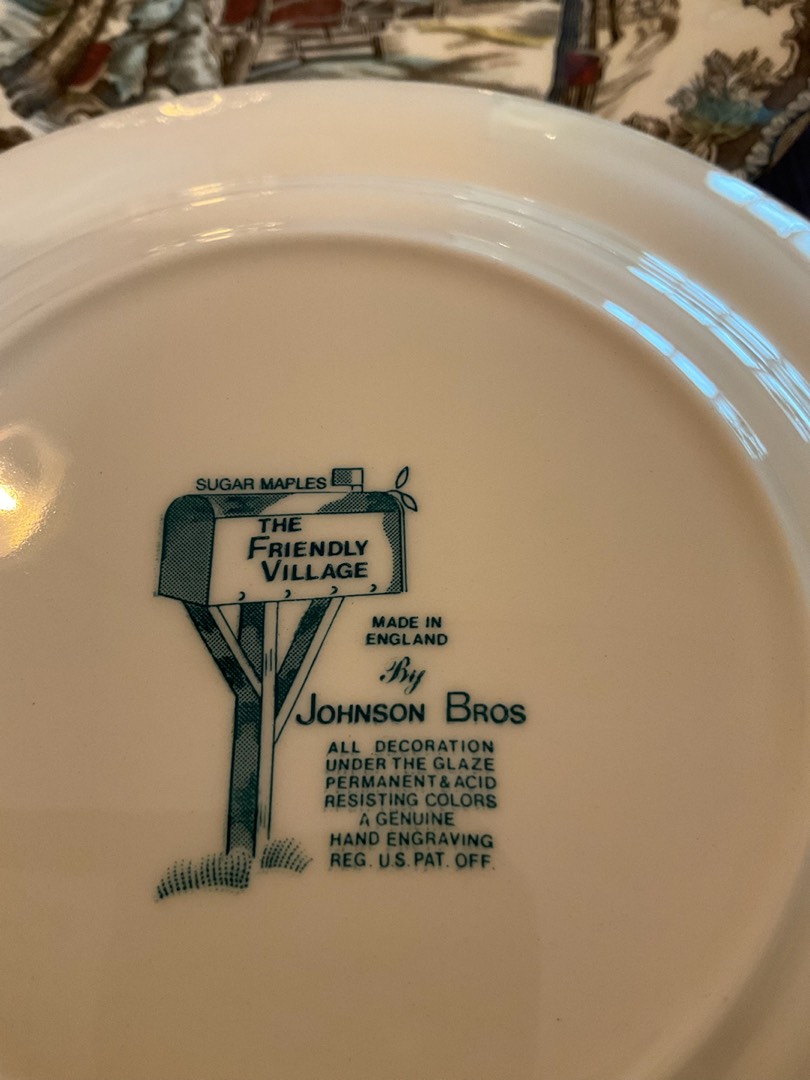 SUGAR MAPLES
THE
FRIENDLY
VILLAGE
MADE IN
ENGLAND
By
JOHNSON BROS
ALL DECORATION
UNDER THE GLAZE
PERMANENT & ACID
RESISTING COLORS
A GENUINE
HAND ENGRAVING
REG. U.S. PAT. OFF.